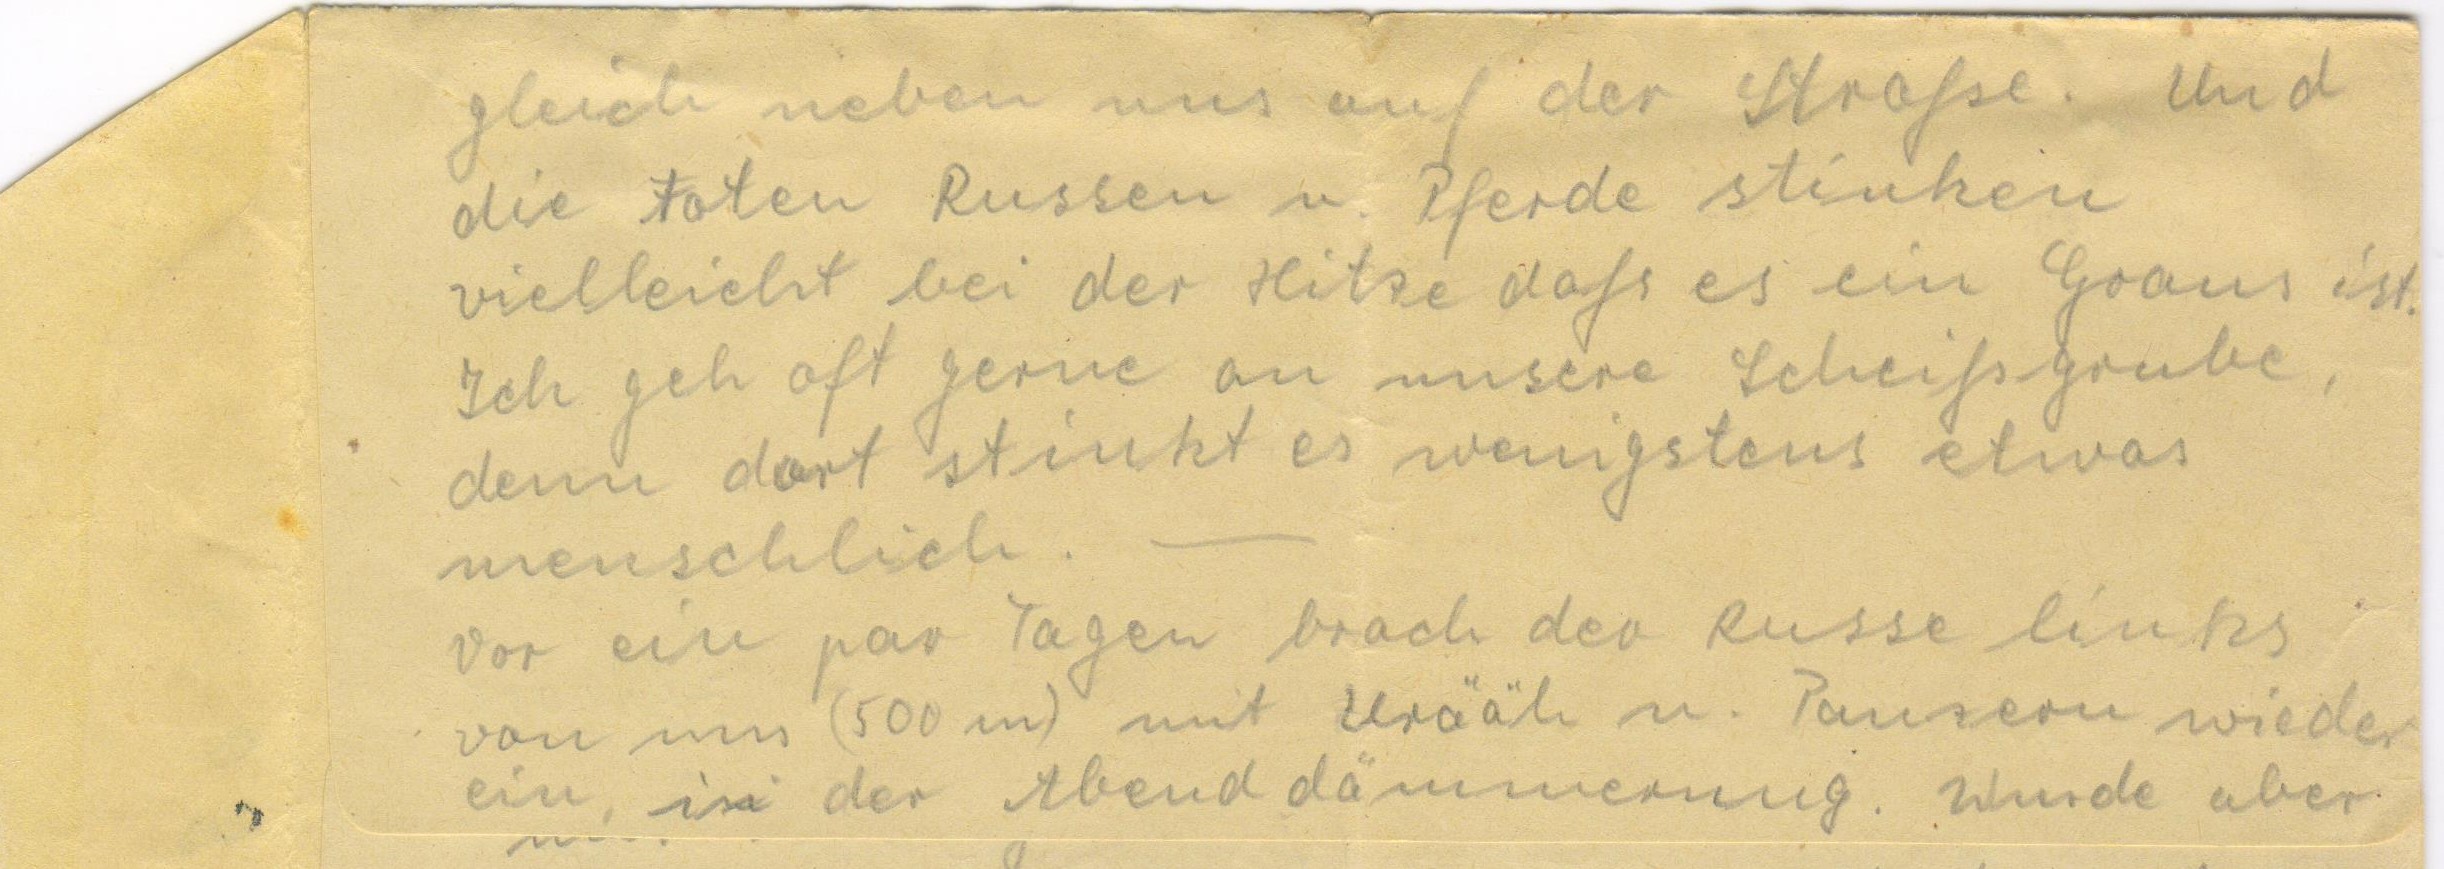 gleich neben uns auf der Straße. Und
die toten Russen u. Pferde stinken
vielleicht bei der Hitze daß es ein Graus ist.
Ich geh oft gerne an unsere Scheißgrube,
denn dort stinkt es wenigstens etwas
menschlich. —
Vor ein par Tagen brach der Russe links
von uns (500 m) mit Urääh u. Panzern wieder
ein, in der Abenddämmerung. Wurde aber